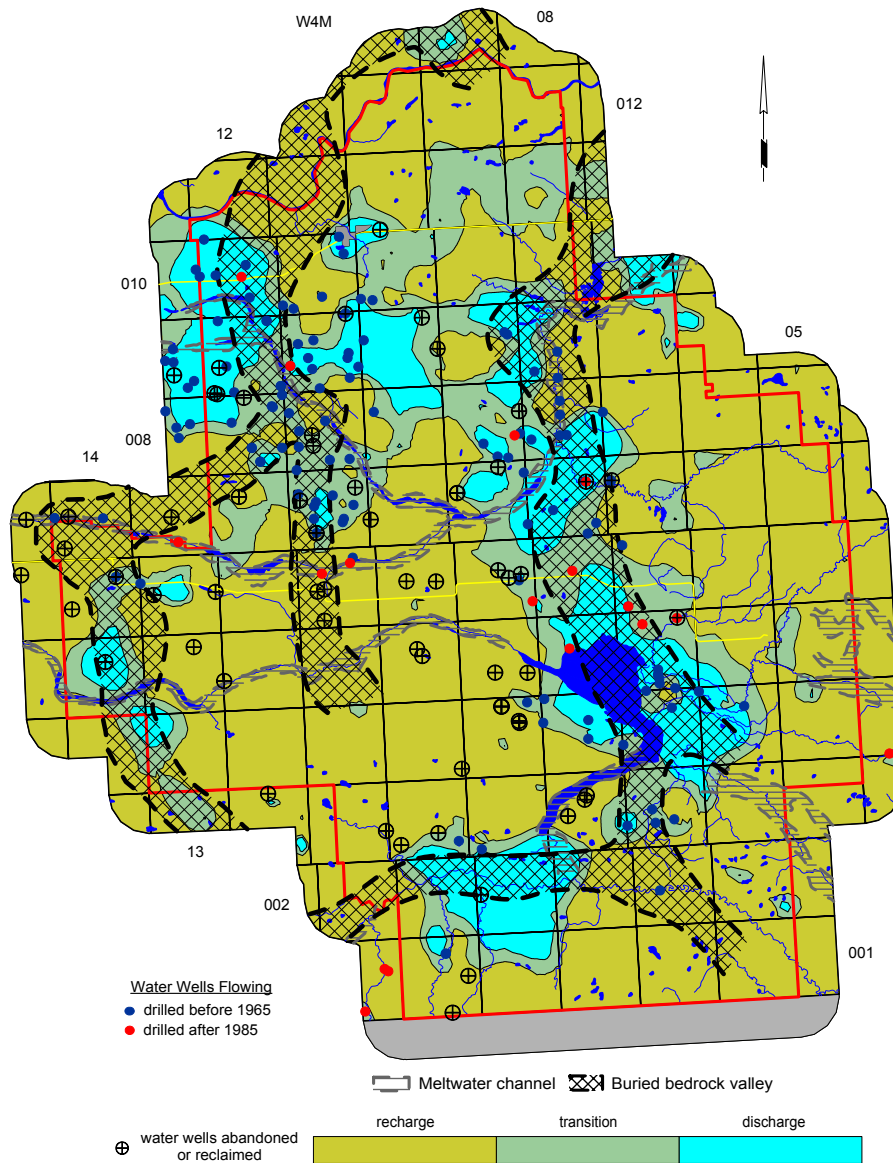 W4M
08
012
12
010
05
008
14
13
002
001
Water Wells Flowing
drilled before 1965
drilled after 1985
Meltwater channel
Buried bedrock valley
recharge
transition
discharge
water wells abandoned
or reclaimed